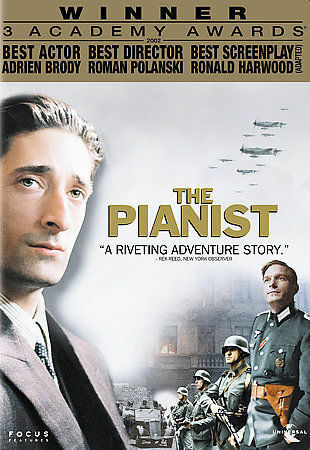 WINNER
3 ACADEMY AWARDS
2002
BEST ACTOR BEST DIRECTOR BEST SCREENPLAY (ADAPTED)
ADRIEN BRODY ROMAN POLANSKI RONALD HARWOOD
THE
PIANIST
"A RIVETING ADVENTURE STORY."
- REX REED, NEW YORK OBSERVER
FOCUS
FEATURES
UNIVERSAL